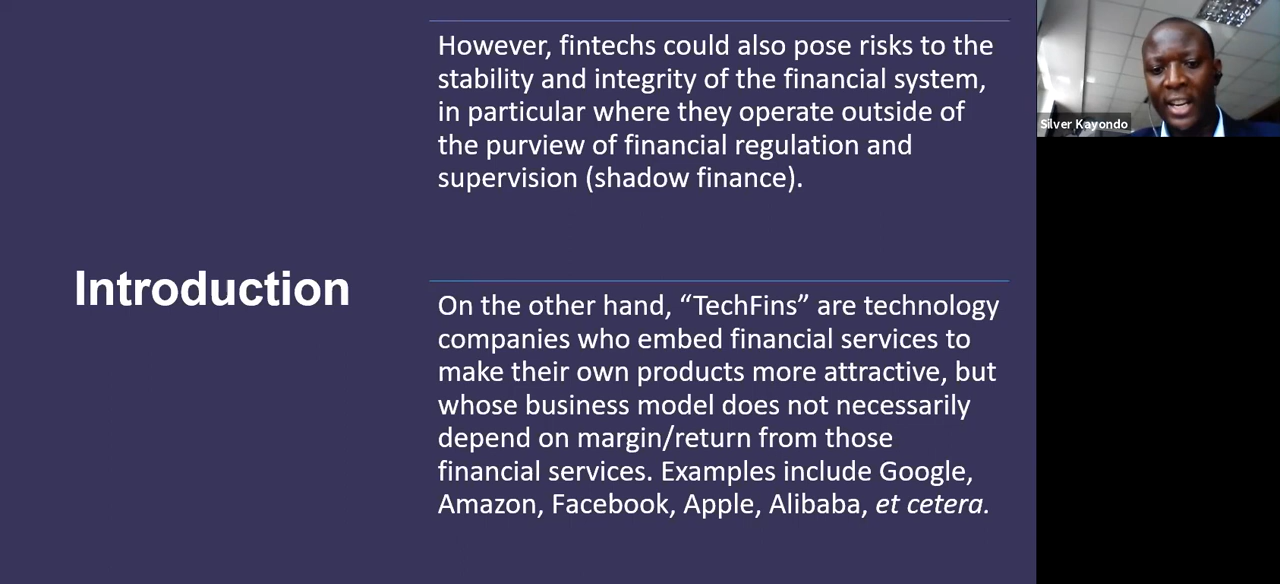 Introduction
However, fintechs could also pose risks to the
stability and integrity of the financial system,
in particular where they operate outside of
the purview of financial regulation and
supervision (shadow finance).
On the other hand, “TechFins” are technology
companies who embed financial services to
make their own products more attractive, but
whose business model does not necessarily
depend on margin/return from those
financial services. Examples include Google,
Amazon, Facebook, Apple, Alibaba, et cetera.
Silver Kayondo